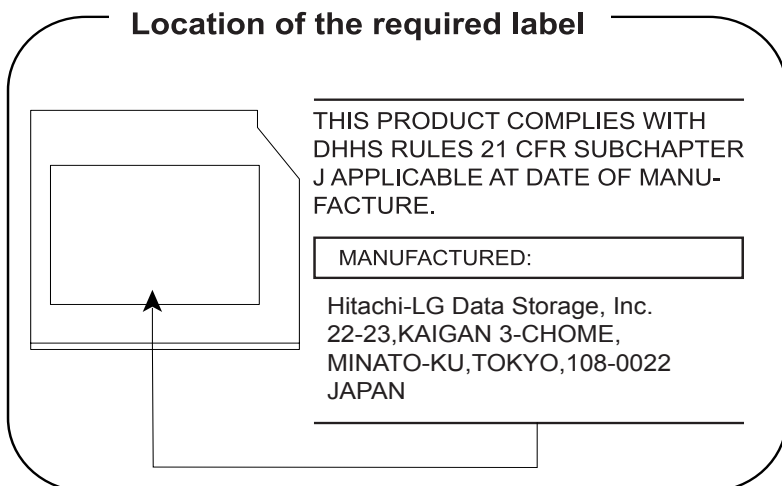 Location of the required label
THIS PRODUCT COMPLIES WITH
DHHS RULES 21 CFR SUBCHAPTER
J APPLICABLE AT DATE OF MANU-
FACTURE.
MANUFACTURED:
Hitachi-LG Data Storage, Inc.
22-23,KAIGAN 3-CHOME,
MINATO-KU,TOKYO,108-0022
JAPAN